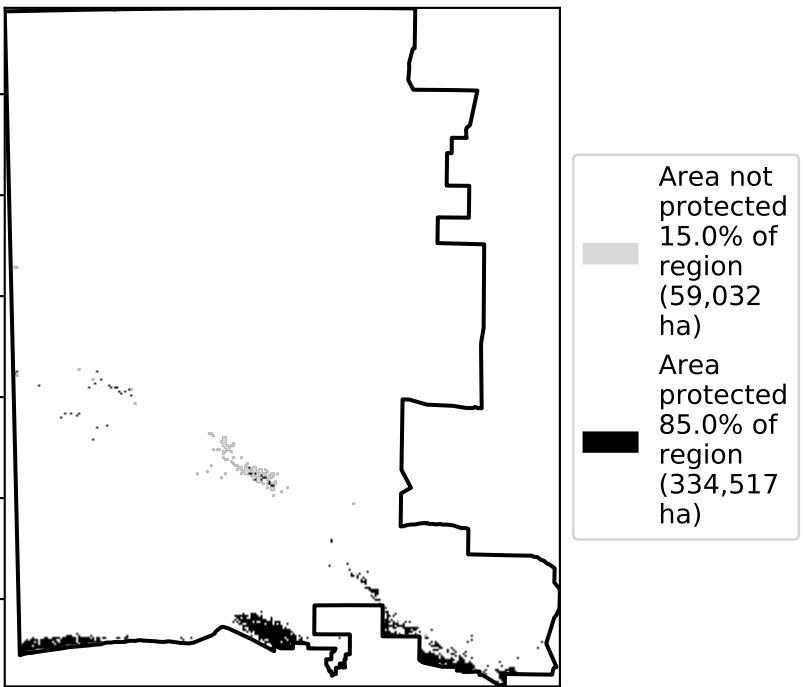 Area not
protected
15.0% of
region
(59,032
ha)
Area
protected
85.0% of
region
(334,517
ha)